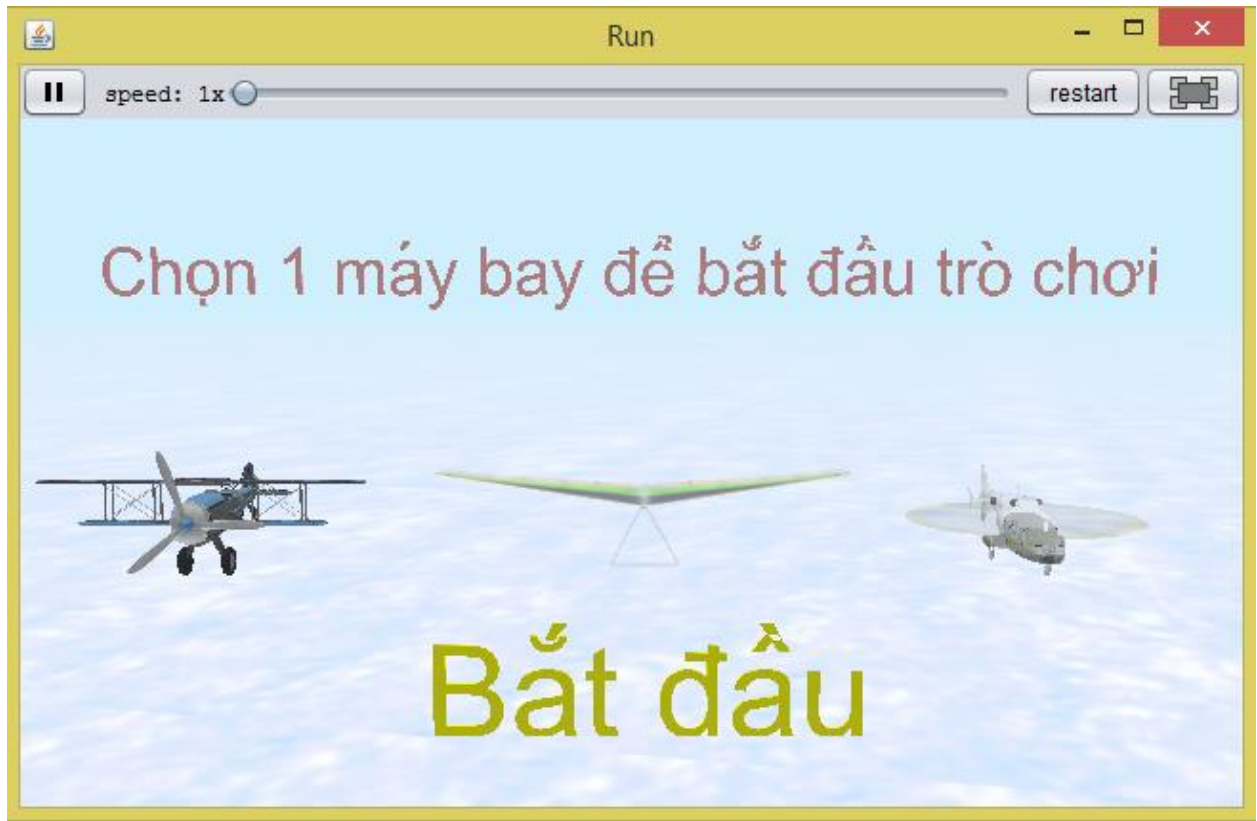 Run
speed: 1x restart
Chọn 1 máy bay để bắt đầu trò chơi
Bắt đầu